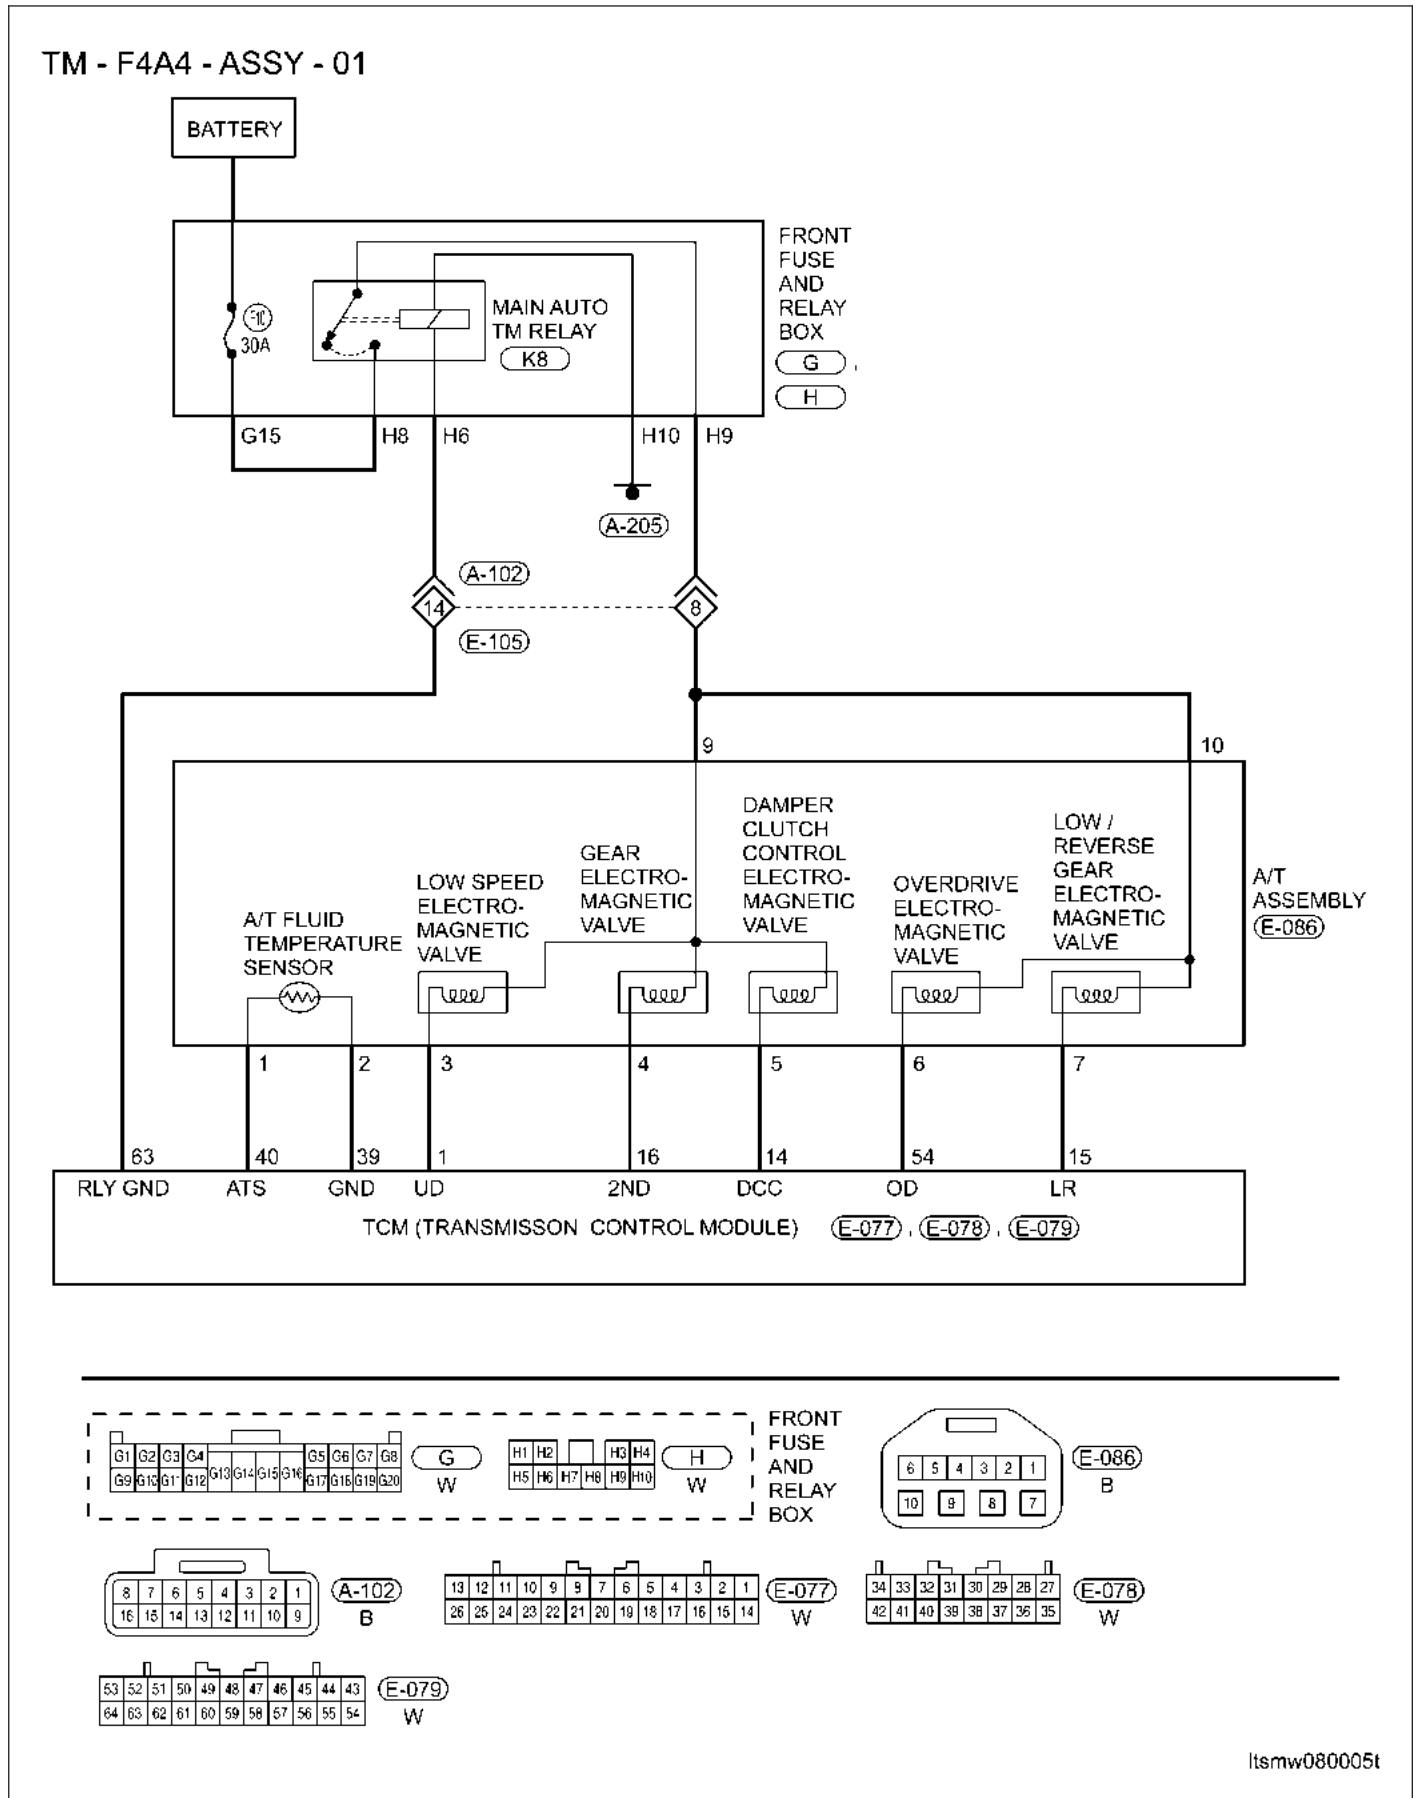 TM - F4A4 - ASSY - 01
BATTERY
30A
MAIN AUTO
TM RELAY
K8
FRONT
FUSE
AND
RELAY
BOX
G ,
H
G15 H8 H6 H10 H9
A-205
A-102
14 8
E-105
9 10
A/T FLUID
TEMPERATURE
SENSOR
LOW SPEED
ELECTRO-
MAGNETIC
VALVE
GEAR
ELECTRO-
MAGNETIC
VALVE
DAMPER
CLUTCH
CONTROL
ELECTRO-
MAGNETIC
VALVE
OVERDRIVE
ELECTRO-
MAGNETIC
VALVE
LOW /
REVERSE
GEAR
ELECTRO-
MAGNETIC
VALVE
A/T
ASSEMBLY
E-086
1 2 3 4 5 6 7
63 40 39 1 16 14 54 15
RLY GND ATS GND UD 2ND DCC OD LR
TCM (TRANSMISSON CONTROL MODULE) E-077 , E-078 , E-079
G1 G2 G3 G4 G5 G6 G7 G8
G9 G10 G11 G12 G13 G14 G15 G16 G17 G18 G19 G20
G
W
H1 H2 H3 H4
H5 H6 H7 H8 H9 H10
H
W
FRONT
FUSE
AND
RELAY
BOX
6 5 4 3 2 1
10 9 8 7
E-086
B
8 7 6 5 4 3 2 1
16 15 14 13 12 11 10 9
A-102
B
13 12 11 10 9 8 7 6 5 4 3 2 1
26 25 24 23 22 21 20 19 18 17 16 15 14
E-077
W
34 33 32 31 30 29 28 27
42 41 40 39 38 37 36 35
E-078
W
53 52 51 50 49 48 47 46 45 44 43
64 63 62 61 60 59 58 57 56 55 54
E-079
W
ltsmw080005t